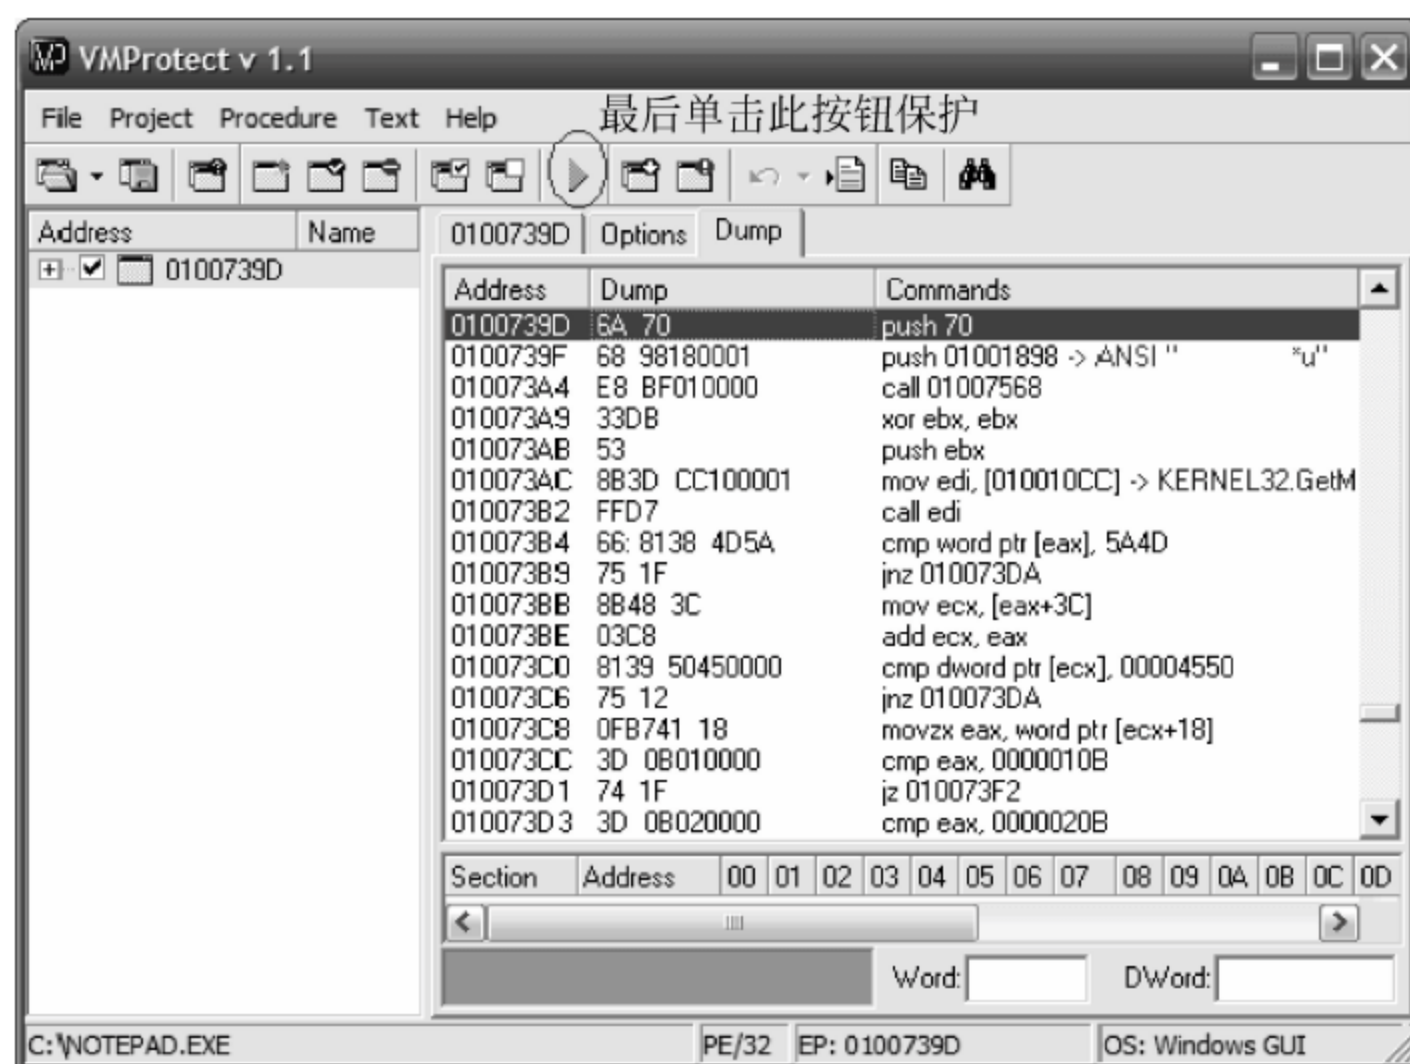 VMProtect v 1.1
File Project Procedure Text Help 最后单击此按钮保护
Address Name
0100739D
0100739D Options Dump
Address Dump Commands
0100739D 6A 70 push 70
0100739F 68 98180001 push 01001898 -> ANSI " *u"
010073A4 E8 BF010000 call 01007568
010073A9 33DB xor ebx, ebx
010073AB 53 push ebx
010073AC 8B3D CC100001 mov edi, [010010CC] -> KERNEL32.GetM
010073B2 FFD7 call edi
010073B4 66: 8138 4D5A cmp word ptr [eax], 5A4D
010073B9 75 1F jnz 010073DA
010073BB 8B48 3C mov ecx, [eax+3C]
010073BE 03C8 add ecx, eax
010073C0 8139 50450000 cmp dword ptr [ecx], 00004550
010073C6 75 12 jnz 010073DA
010073C8 0FB741 18 movzx eax, word ptr [ecx+18]
010073CC 3D 0B010000 cmp eax, 0000010B
010073D1 74 1F jz 010073F2
010073D3 3D 0B020000 cmp eax, 0000020B
Section Address 00 01 02 03 04 05 06 07 08 09 0A 0B 0C 0D
Word: DWord:
C:\NOTEPAD.EXE PE/32 EP: 0100739D OS: Windows GUI